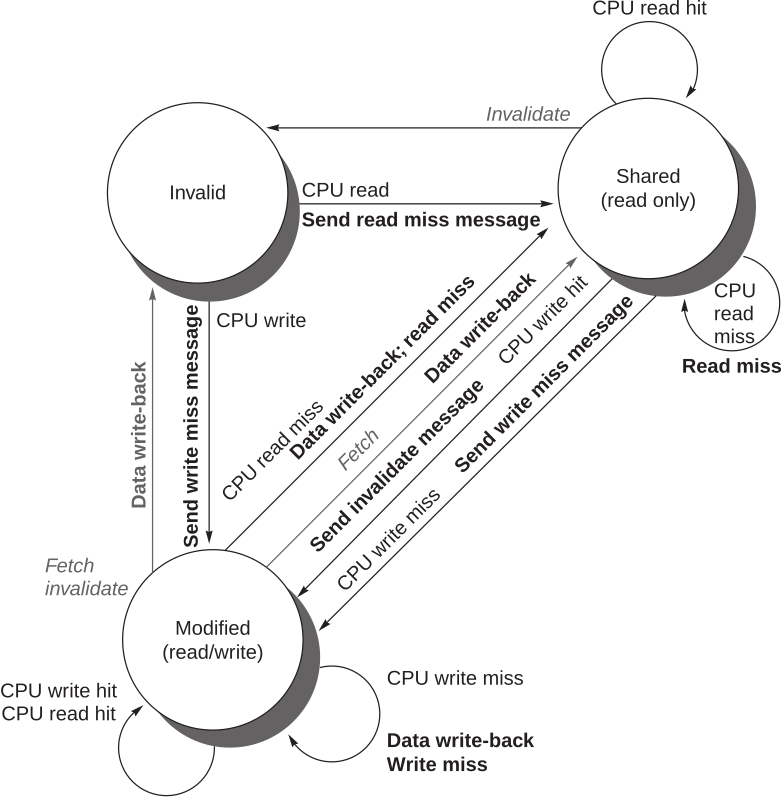 CPU read hit
Invalidate
Invalid
Shared
(read only)
CPU read
Send read miss message
CPU write
Send write miss message
Data write-back
Fetch
invalidate
CPU read miss
Data write-back; read miss
Fetch
Data write-back
CPU write hit
Send invalidate message
CPU write miss
Send write miss message
CPU
read
miss
Read miss
Modified
(read/write)
CPU write hit
CPU read hit
CPU write miss
Data write-back
Write miss